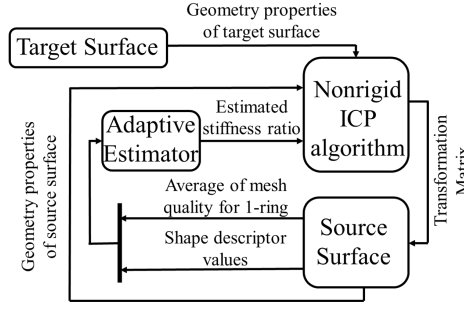 Geometry properties
of target surface
Target Surface
Nonrigid
ICP
algorithm
Estimated
stiffness ratio
Adaptive
Estimator
Geometry properties
of source surface
Transformation
Matrix
Average of mesh
quality for 1-ring
Shape descriptor
values
Source
Surface